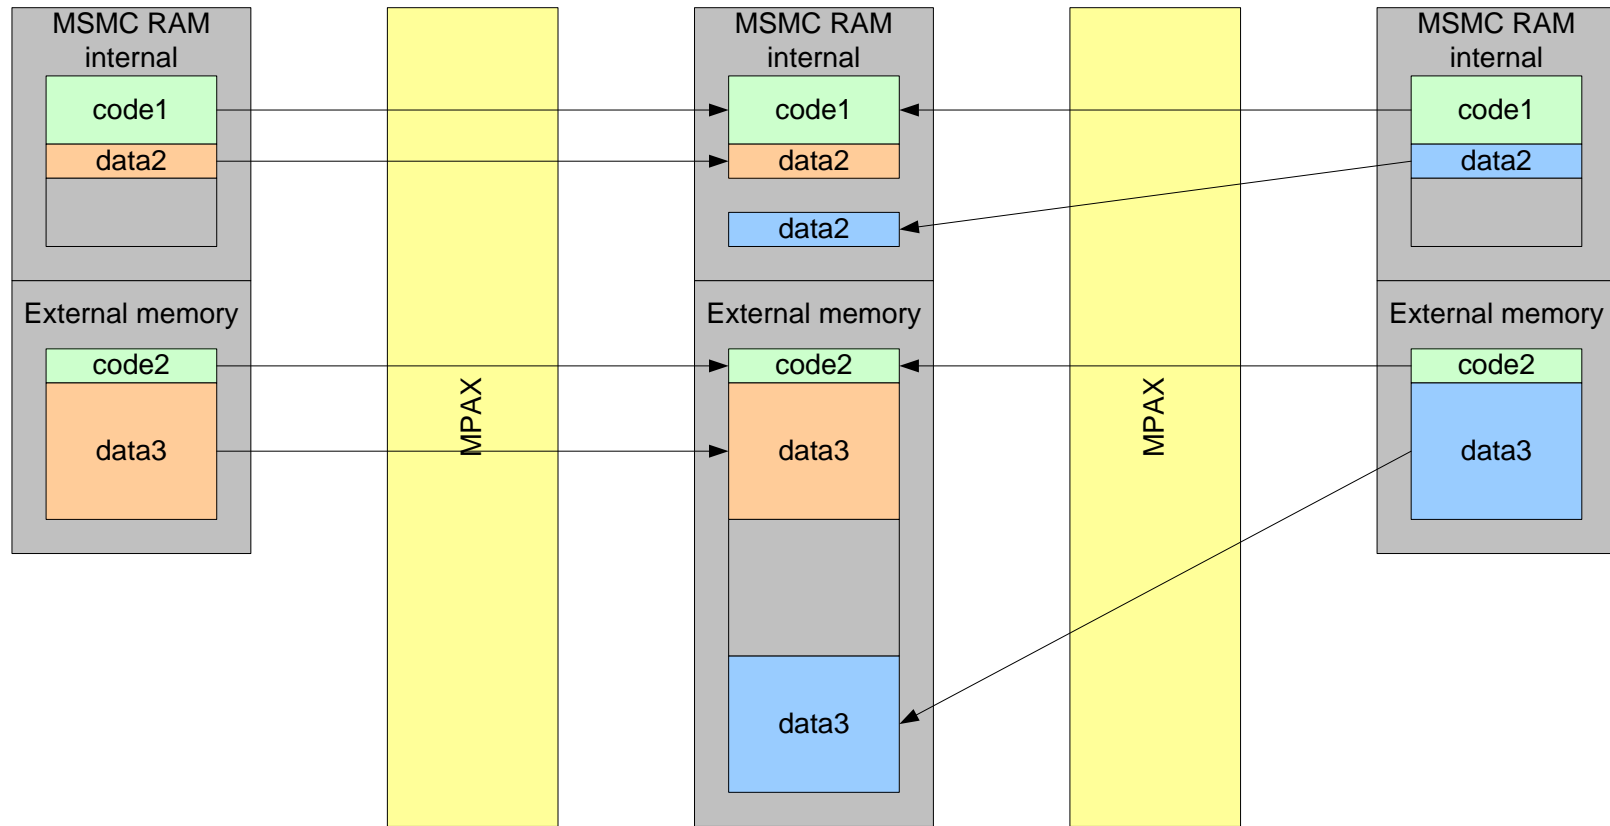 MSMC RAM
internal
code1
data2
External memory
code2
data3
MPAX
MSMC RAM
internal
code1
data2
data2
External memory
code2
data3
data3
MPAX
MSMC RAM
internal
code1
data2
External memory
code2
data3